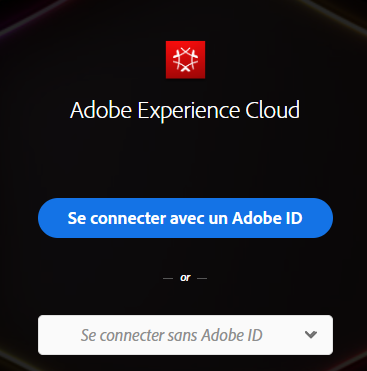 Adobe Experience Cloud
Se connecter avec un Adobe ID
or
Se connecter sans Adobe ID